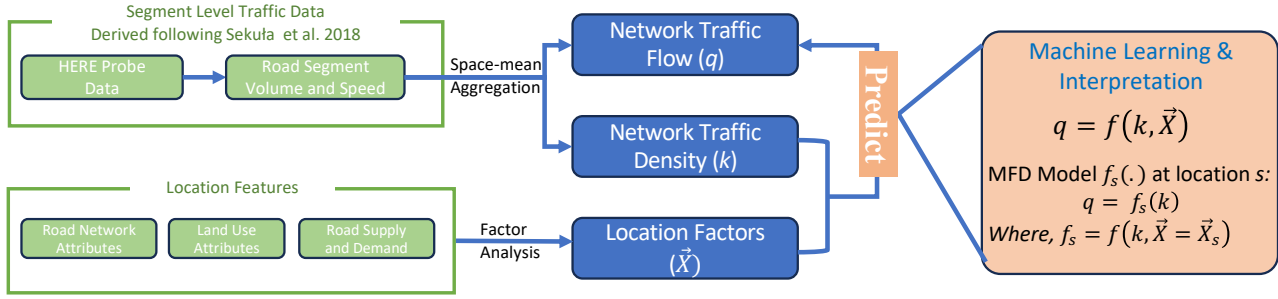 Segment Level Traffic Data
Derived following Sekuła et al. 2018
HERE Probe
Data
Road Segment
Volume and Speed
Space-mean
Aggregation
Network Traffic
Flow (q)
Network Traffic
Density (k)
Location Features
Road Network
Attributes
Land Use
Attributes
Road Supply
and Demand
Factor
Analysis
Location Factors
(X⃗)
Predict
Machine Learning &
Interpretation
q = f(k, X⃗)
MFD Model fₛ(.) at location s:
q = fₛ(k)
Where, fₛ = f(k, X⃗ = X⃗ₛ)